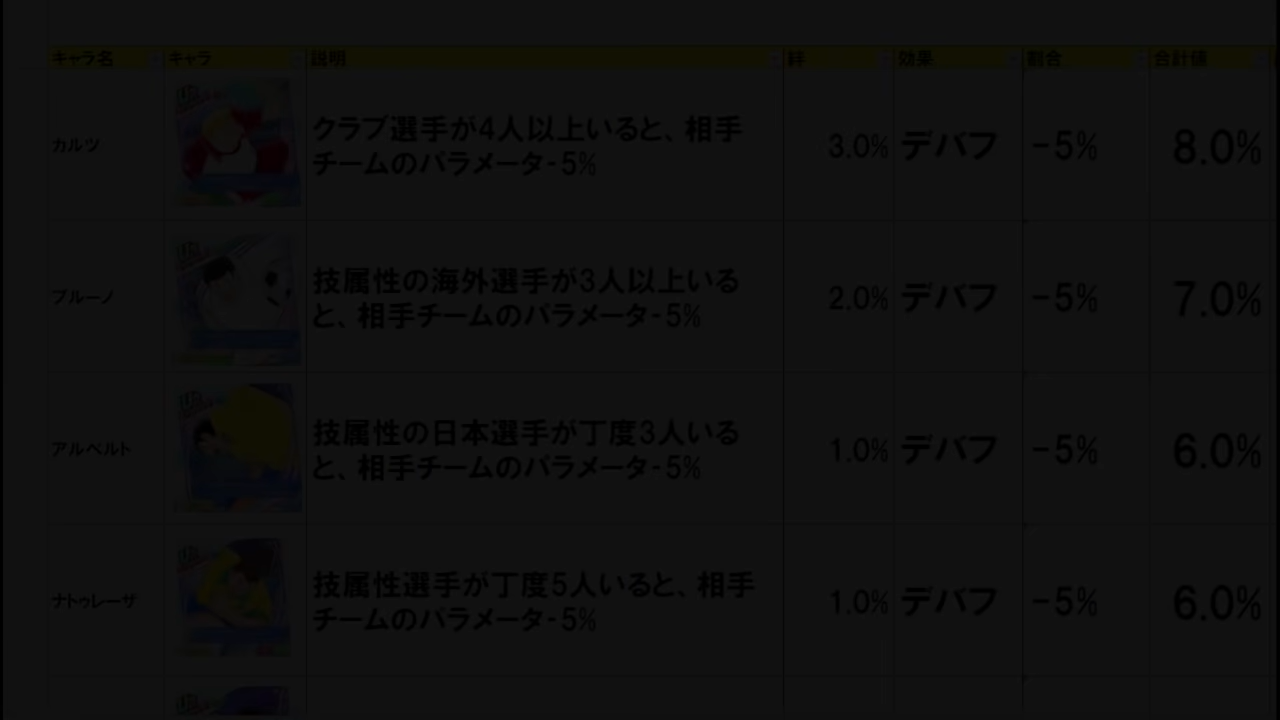 キャラ名 キャラ 説明 絆 効果 割合 合計値
カルツ クラブ選手が4人以上いると、相手 3.0% デバフ -5% 8.0%
チームのパラメータ-5%
ブルーノ 技属性の海外選手が3人以上いる 2.0% デバフ -5% 7.0%
と、相手チームのパラメータ-5%
アルベルト 技属性の日本選手が丁度3人いる 1.0% デバフ -5% 6.0%
と、相手チームのパラメータ-5%
ナトゥレーザ 技属性選手が丁度5人いると、相手 1.0% デバフ -5% 6.0%
チームのパラメータ-5%